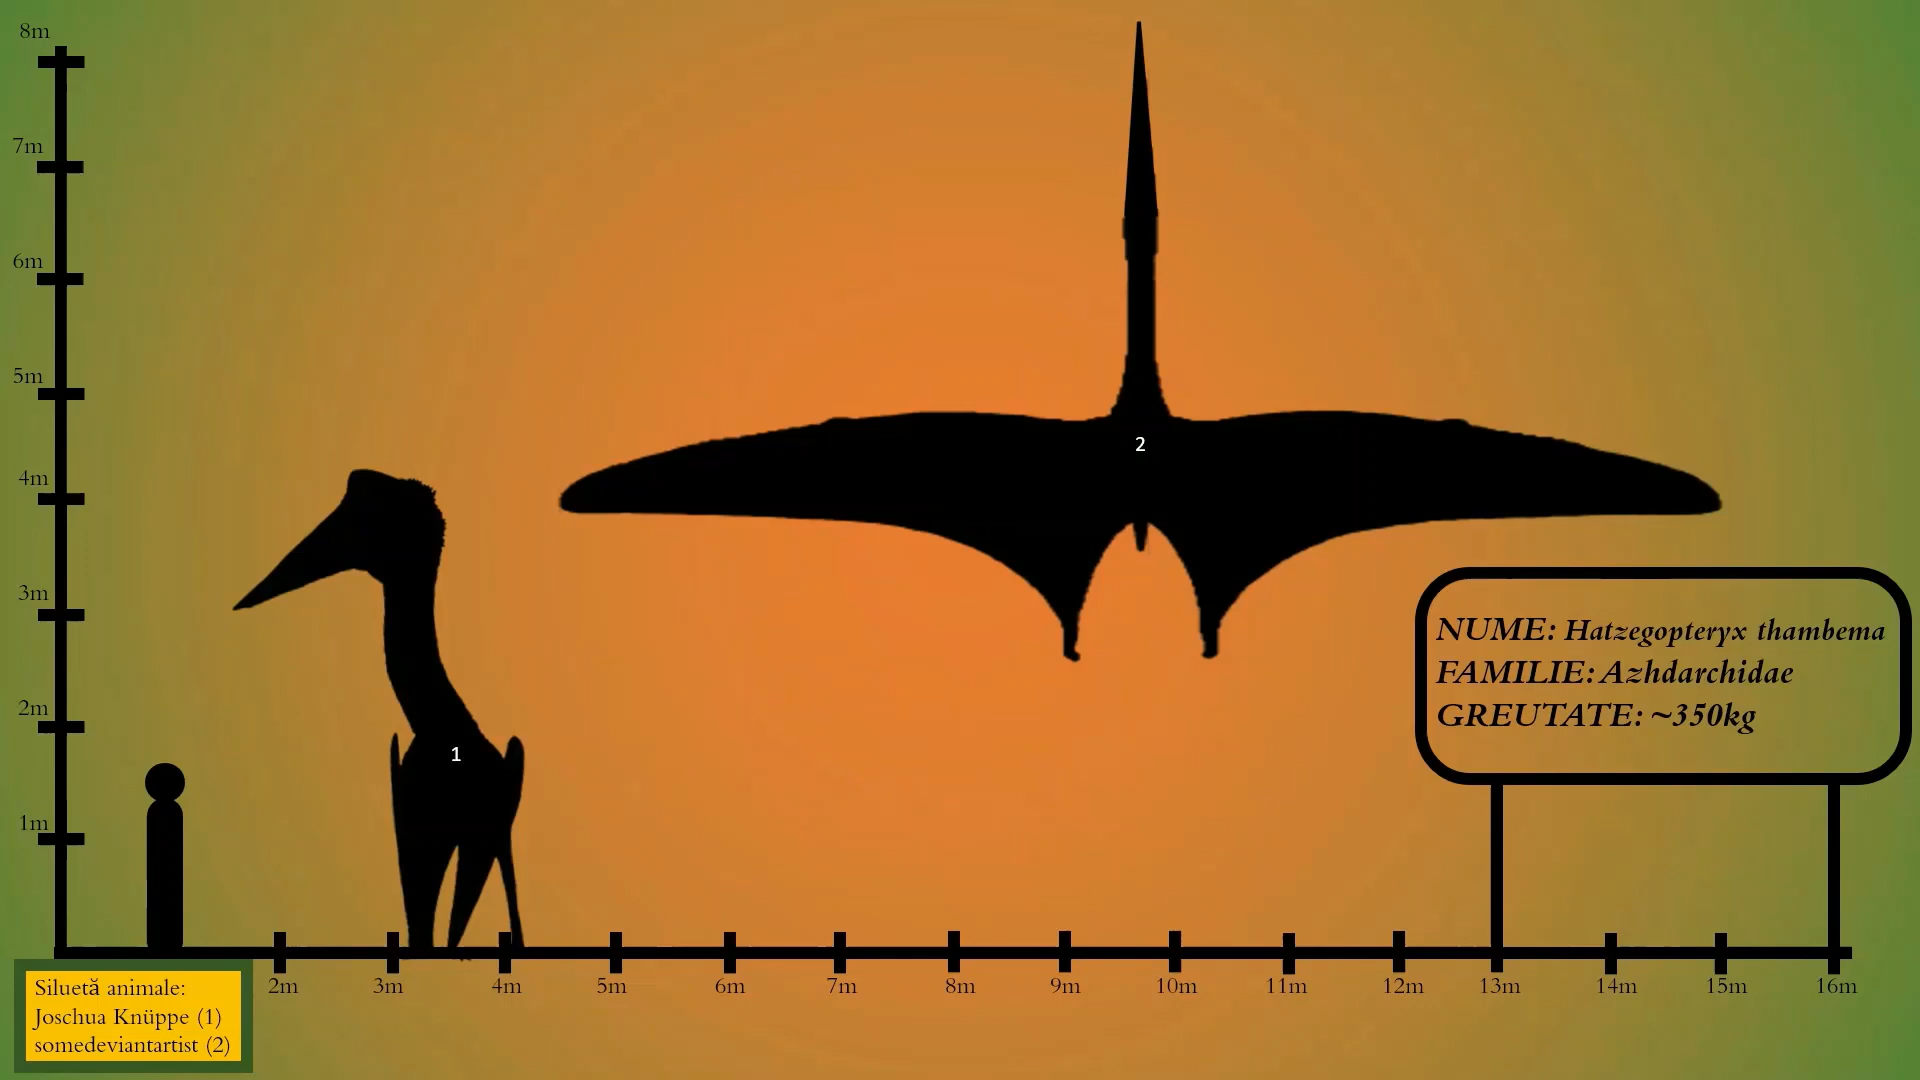 8m
7m
6m
5m
4m
3m
2m
1m
1
2
NUME: Hatzegopteryx thambema
FAMILIE: Azhdarchidae
GREUTATE: ~350kg
2m 3m 4m 5m 6m 7m 8m 9m 10m 11m 12m 13m 14m 15m 16m
Siluetă animale:
Joschua Knüppe (1)
somedeviantartist (2)